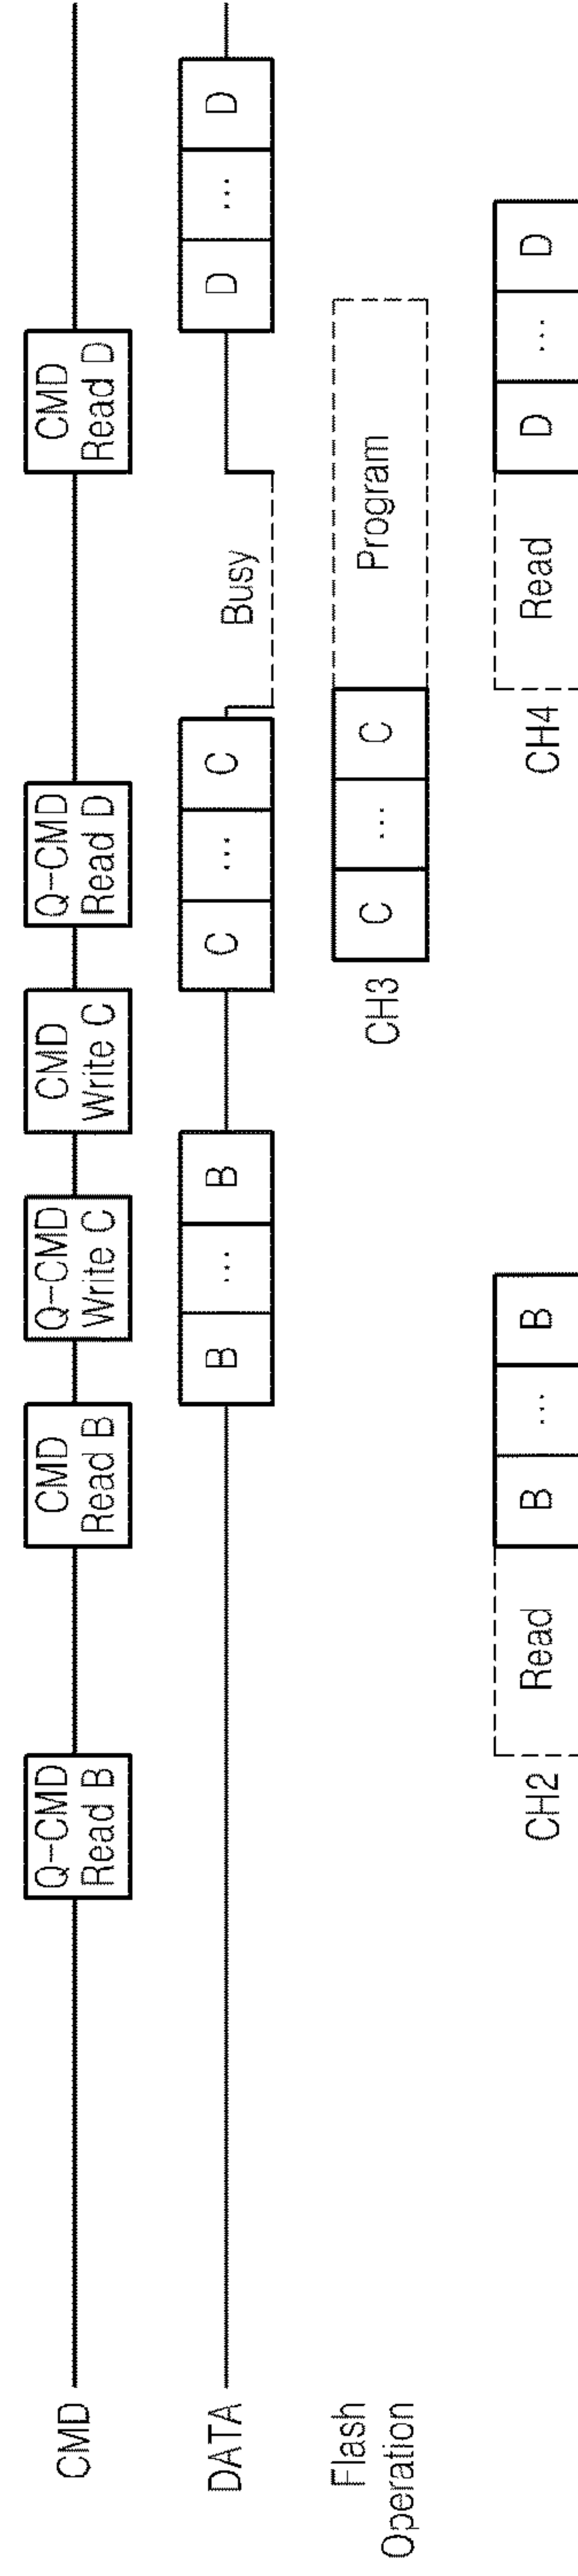 CMD
Q-CMD
Read B
CMD
Read B
Q-CMD
Write C
CMD
Write C
Q-CMD
Read D
CMD
Read D
DATA
B
...
B
C
...
C
Busy
D
...
D
Flash
Operation
CH3
C
...
C
Program
CH2
Read
B
...
B
CH4
Read
D
...
D